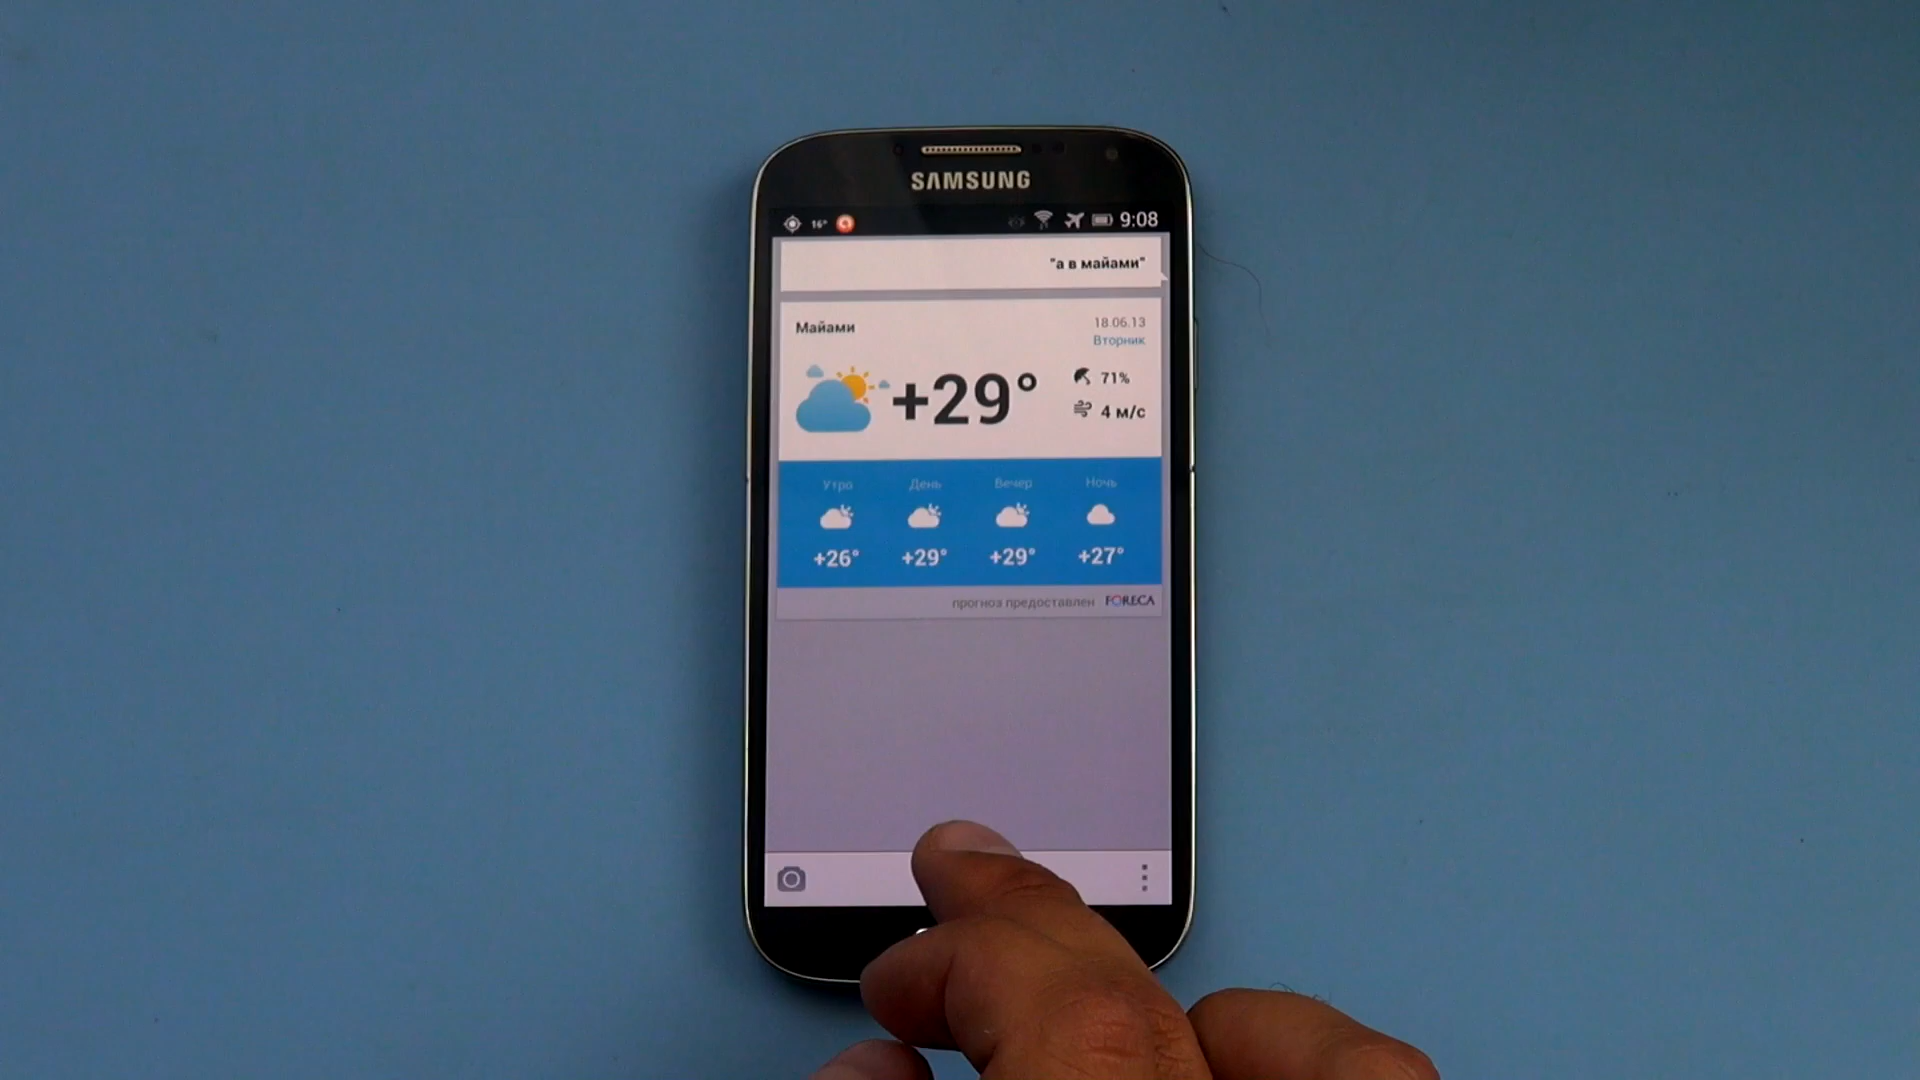 SAMSUNG
16° 9:08
"а в майами"
Майами
18.06.13
Вторник
+29°
71%
4 м/с
Утро День Вечер Ночь
+26° +29° +29° +27°
прогноз предоставлен FORECA